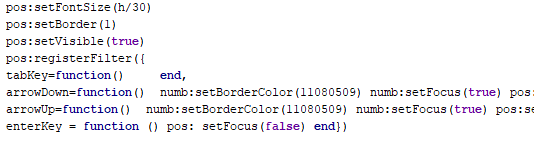 pos:setFontSize(h/30)
pos:setBorder(1)
pos:setVisible(true)
pos:registerFilter({
tabKey=function()     end,
arrowDown=function()  numb:setBorderColor(11080509) numb:setFocus(true) pos:
arrowUp=function()  numb:setBorderColor(11080509) numb:setFocus(true) pos:se
enterKey = function () pos: setFocus(false) end})